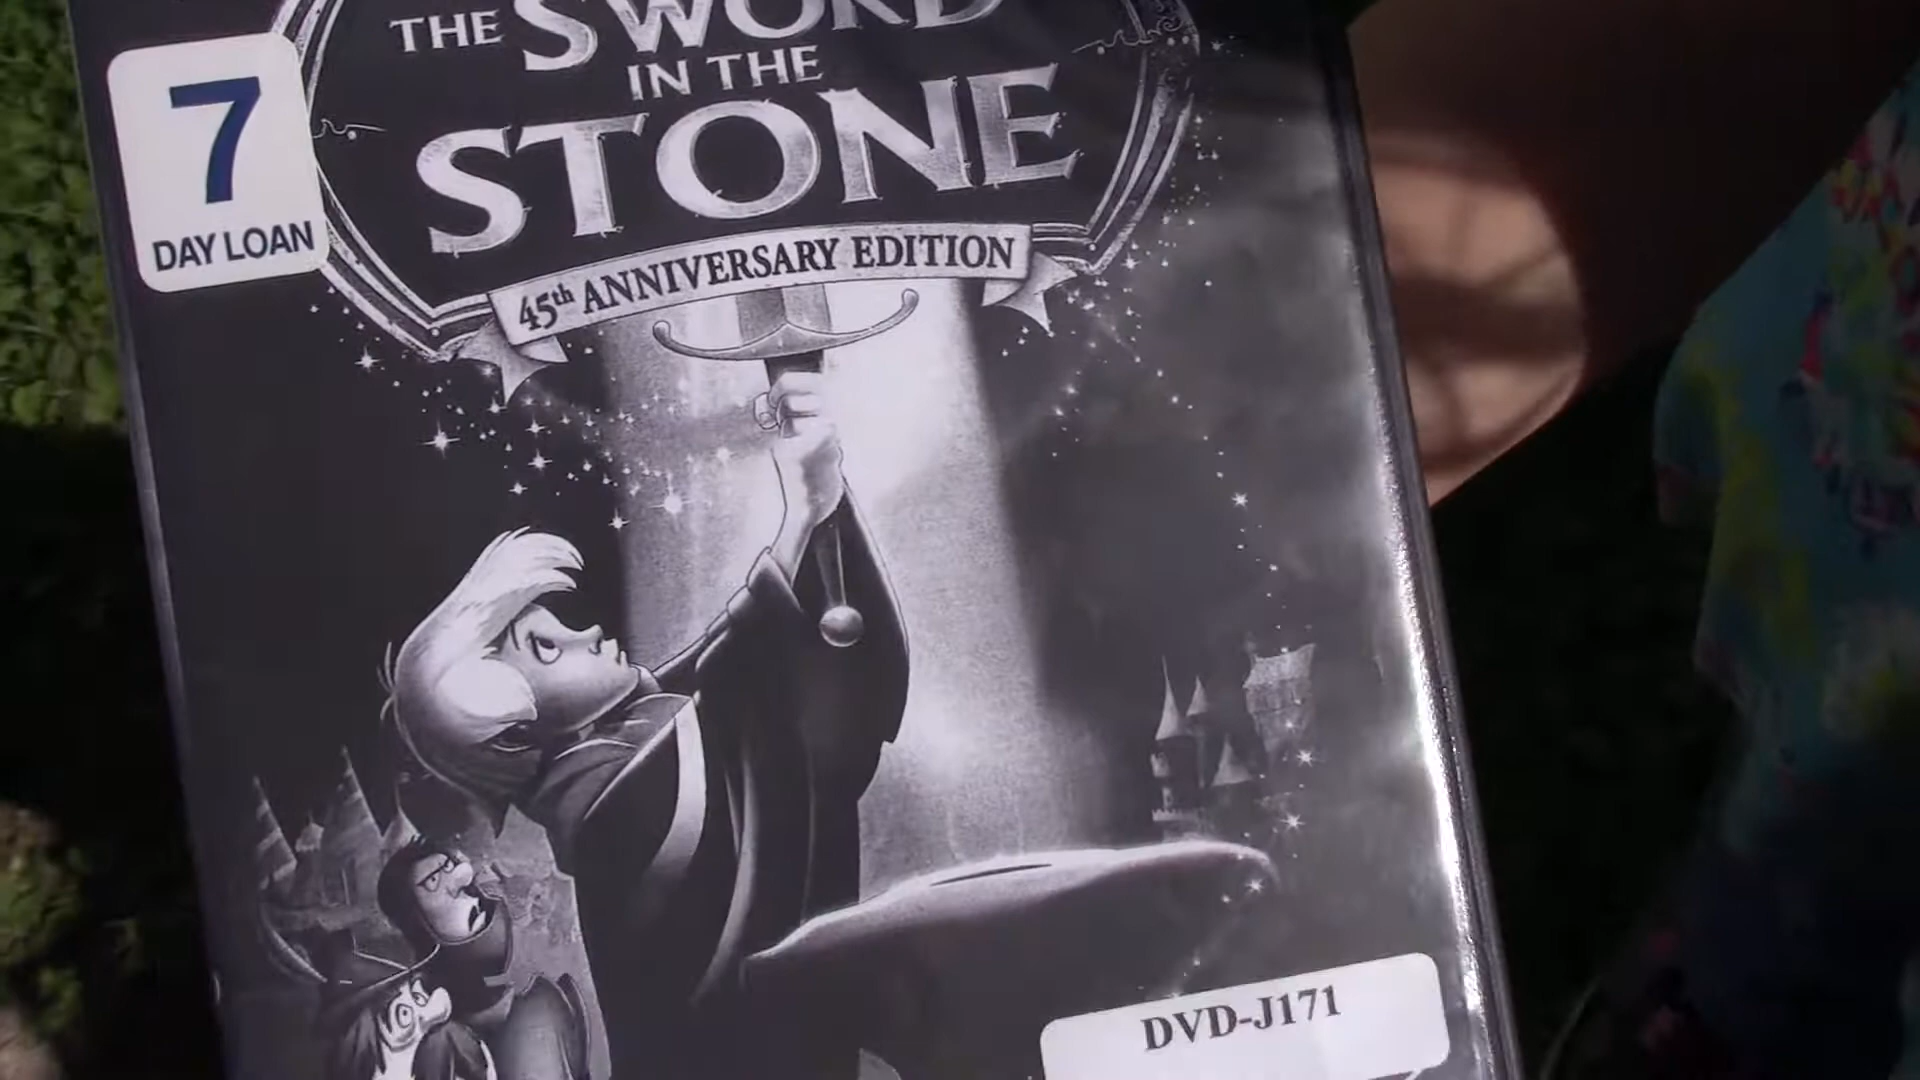 THE SWORD
IN THE
STONE
7
DAY LOAN
45th ANNIVERSARY EDITION
DVD-J171